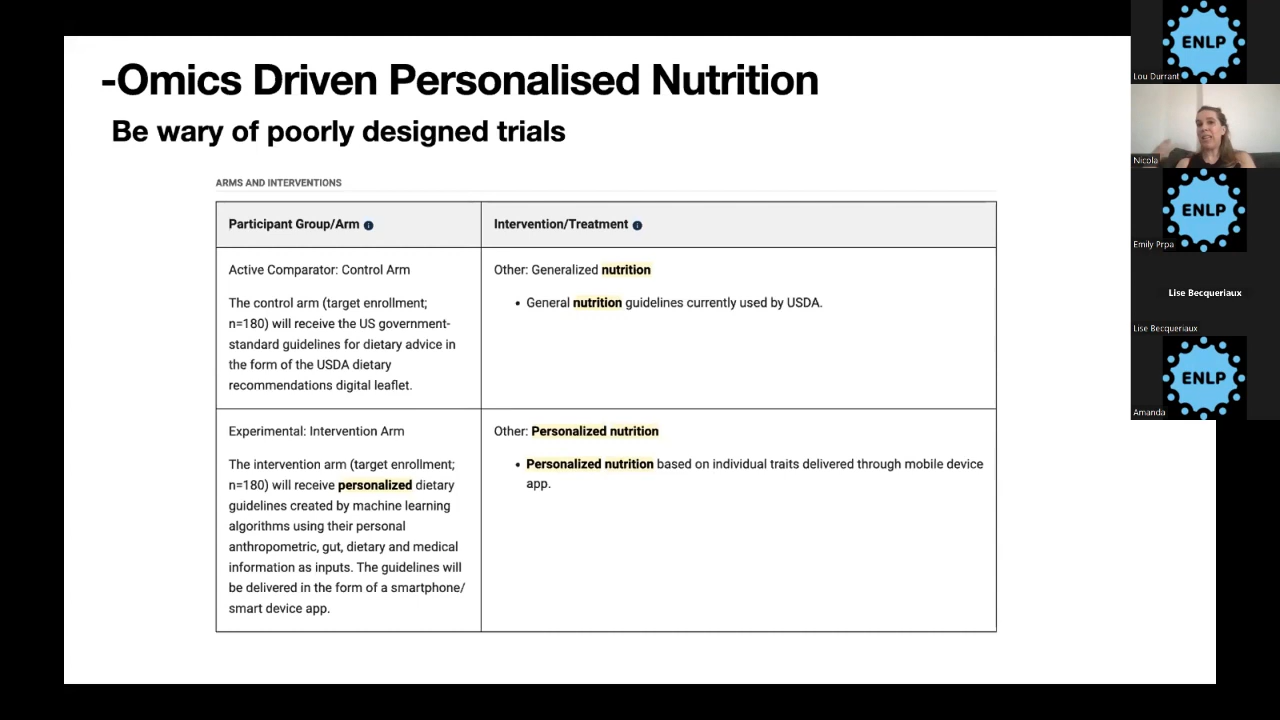 -Omics Driven Personalised Nutrition
Be wary of poorly designed trials
ARMS AND INTERVENTIONS
Participant Group/Arm
Intervention/Treatment
Active Comparator: Control Arm
The control arm (target enrollment;
n=180) will receive the US government-
standard guidelines for dietary advice in
the form of the USDA dietary
recommendations digital leaflet.
Other: Generalized nutrition
• General nutrition guidelines currently used by USDA.
Experimental: Intervention Arm
The intervention arm (target enrollment;
n=180) will receive personalized dietary
guidelines created by machine learning
algorithms using their personal
anthropometric, gut, dietary and medical
information as inputs. The guidelines will
be delivered in the form of a smartphone/
smart device app.
Other: Personalized nutrition
• Personalized nutrition based on individual traits delivered through mobile device
app.
ENLP
Lou Durrant
Nicola
ENLP
Emily Prpa
Lise Becqueriaux
Lise Becqueriaux
ENLP
Amanda